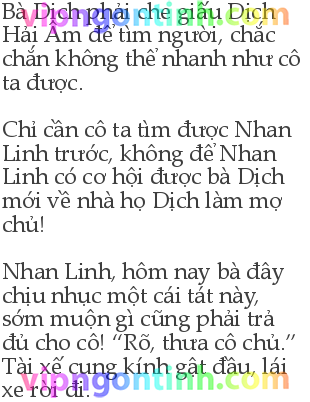 Bà Dịch phải che giấu Dịch
vipngontinh.com
Hải Âm để tìm người, chắc
chắn không thể nhanh như cô
ta được.
Chỉ cần cô ta tìm được Nhan
Linh trước, không để Nhan
Linh có cơ hội được bà Dịch
mới về nhà họ Dịch làm mợ
chủ!
Nhan Linh, hôm nay bà đây
chịu nhục một cái tát này,
sớm muộn gì cũng phải trả
đủ cho cô! “Rõ, thưa cô chủ.”
Tài xế cung kính gật đầu, lái
vipngontinh.com
xe rời đi.